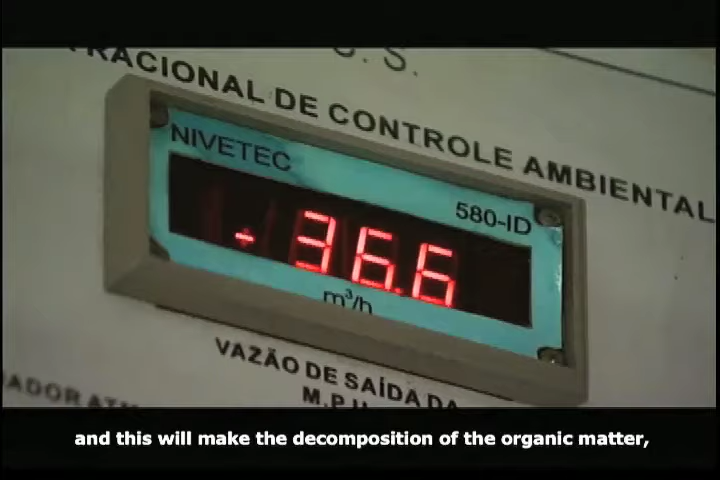 S.
TRACIONAL DE CONTROLE AMBIENTAL
NIVETEC
580-ID
+ 36.6
m³/h
VAZÃO DE SAÍDA DA
and this will make the decomposition of the organic matter,